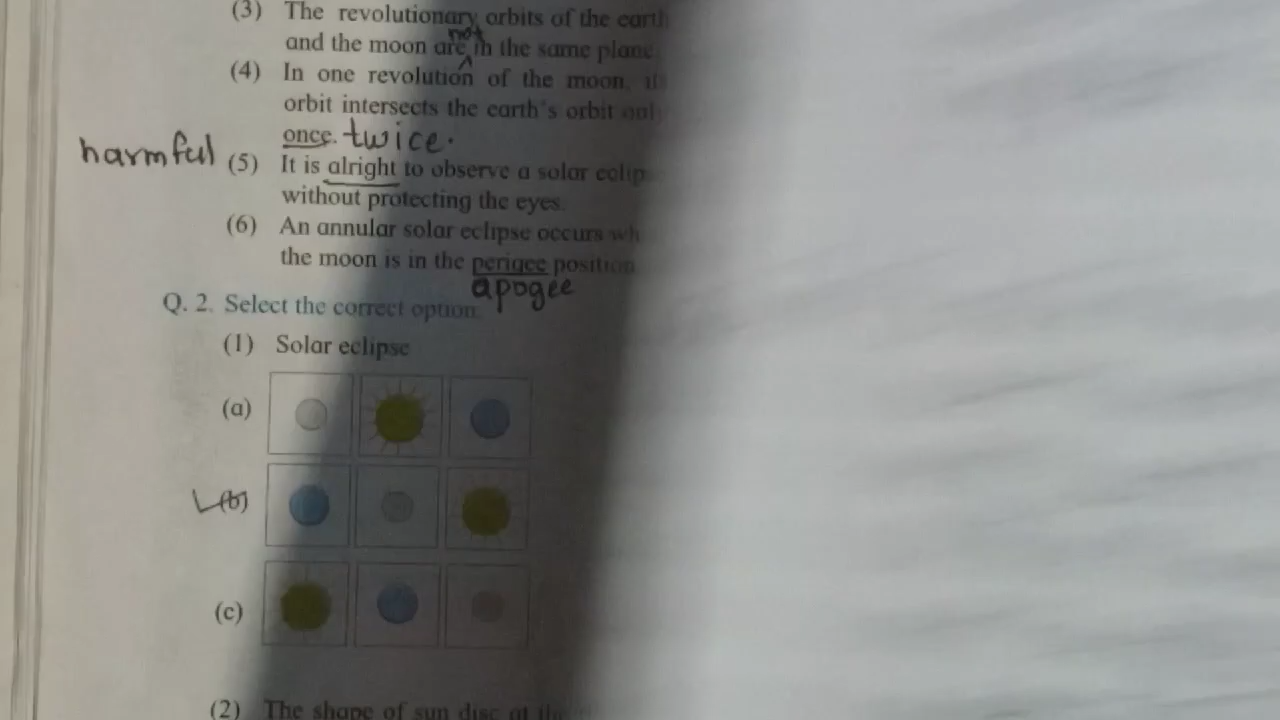 (3) The revolutionary orbits of the earth
not
and the moon are in the same plane.
(4) In one revolution of the moon, its
orbit intersects the earth's orbit only
once. twice.
harmful (5) It is alright to observe a solar eclipse
without protecting the eyes.
(6) An annular solar eclipse occurs wh
the moon is in the perigee position
apogee
Q. 2. Select the correct option.
(1) Solar eclipse
(a)
(b)
(c)
(2) The shape of sun disc at the